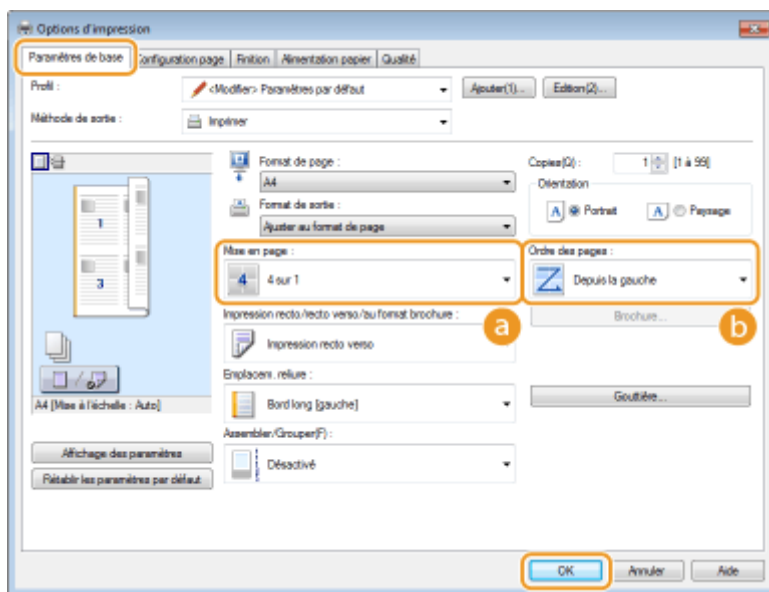 Options d'impression
Paramètres de base Configuration page Finition Alimentation papier Qualité
Profil : <Modifier> Paramètres par défaut Ajouter(1)... Edition(2)...
Méthode de sortie : Imprimer
Format de page : Copies(Q) : 1 [1 à 99]
A4 Orientation
Format de sortie : A Portrait A Paysage
Ajuster au format de page
1
Mise en page : Ordre des pages :
4 4 sur 1 Depuis la gauche
3
Impression recto/recto verso/au format brochure : a Brochure... b
Impression recto verso
Emplacem. reliure :
A4 [Mise à l'échelle : Auto] Bord long [gauche] Gouttière...
Assembler/Grouper(F) :
Affichage des paramètres Désactivé
Rétablir les paramètres par défaut
OK Annuler Aide